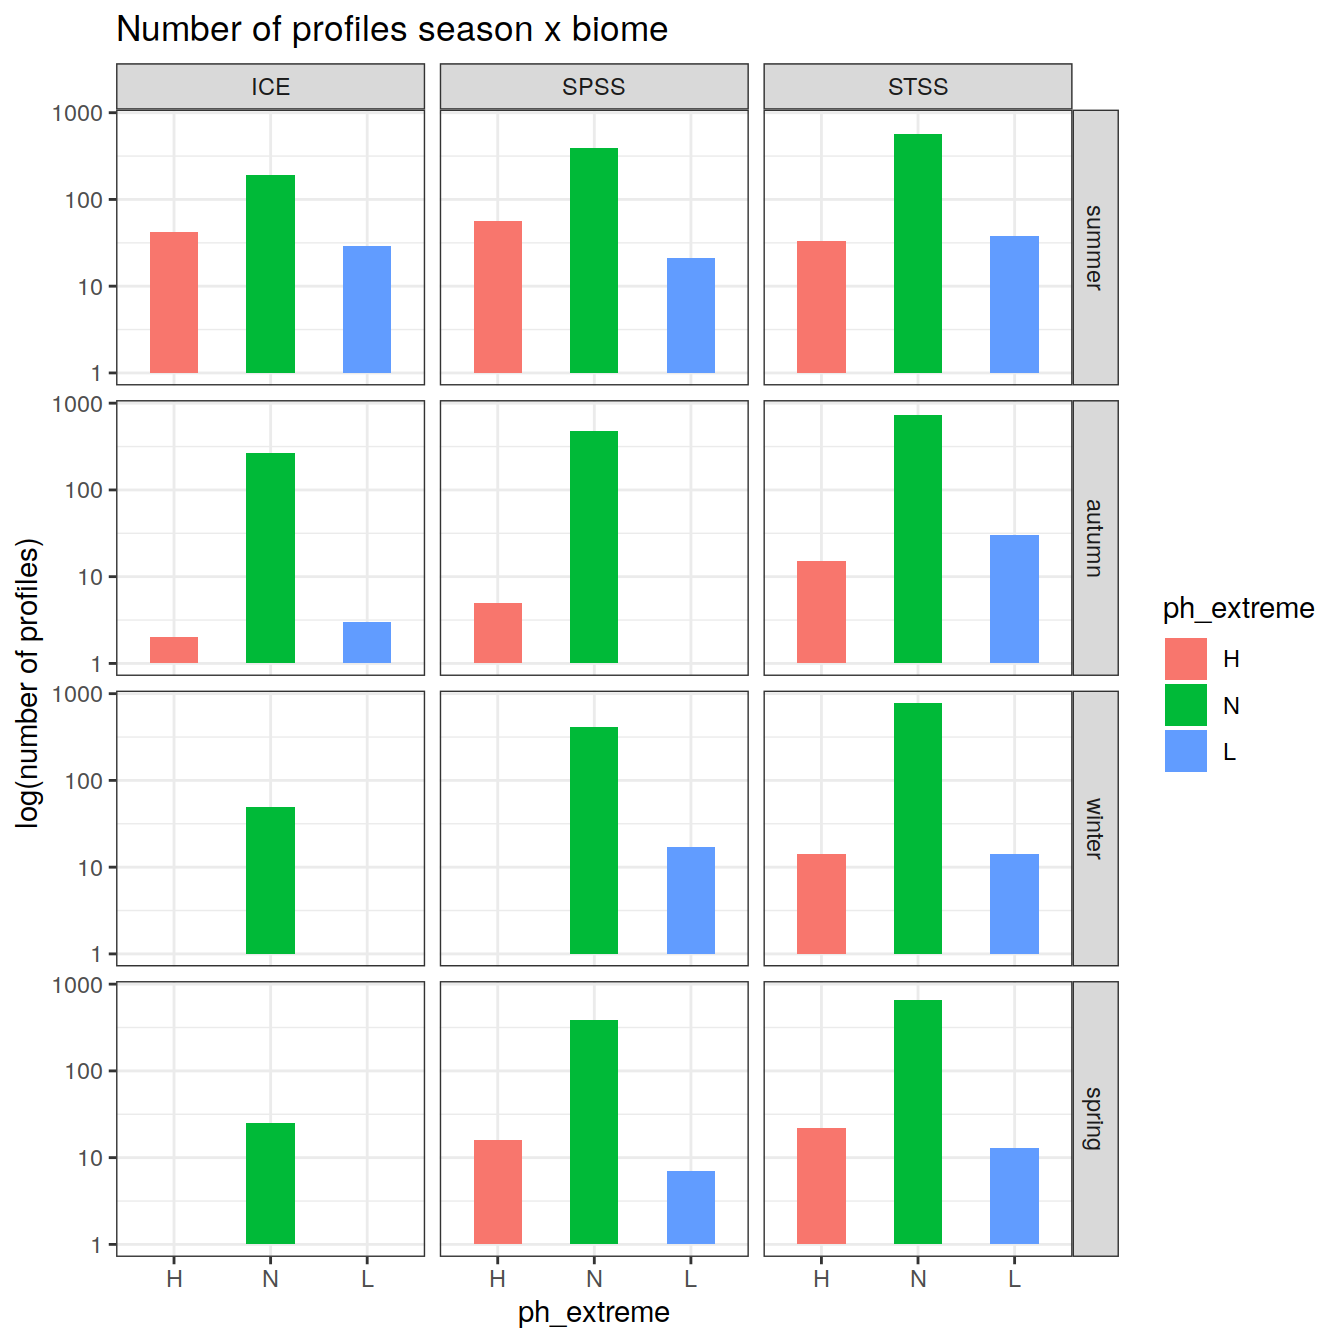 Number of profiles season x biome
ICE SPSS STSS
1000
100
10
1
summer
1000
100
10
1
autumn
1000
100
10
1
winter
1000
100
10
1
spring
H N L H N L H N L
ph_extreme
log(number of profiles)
ph_extreme
H
N
L